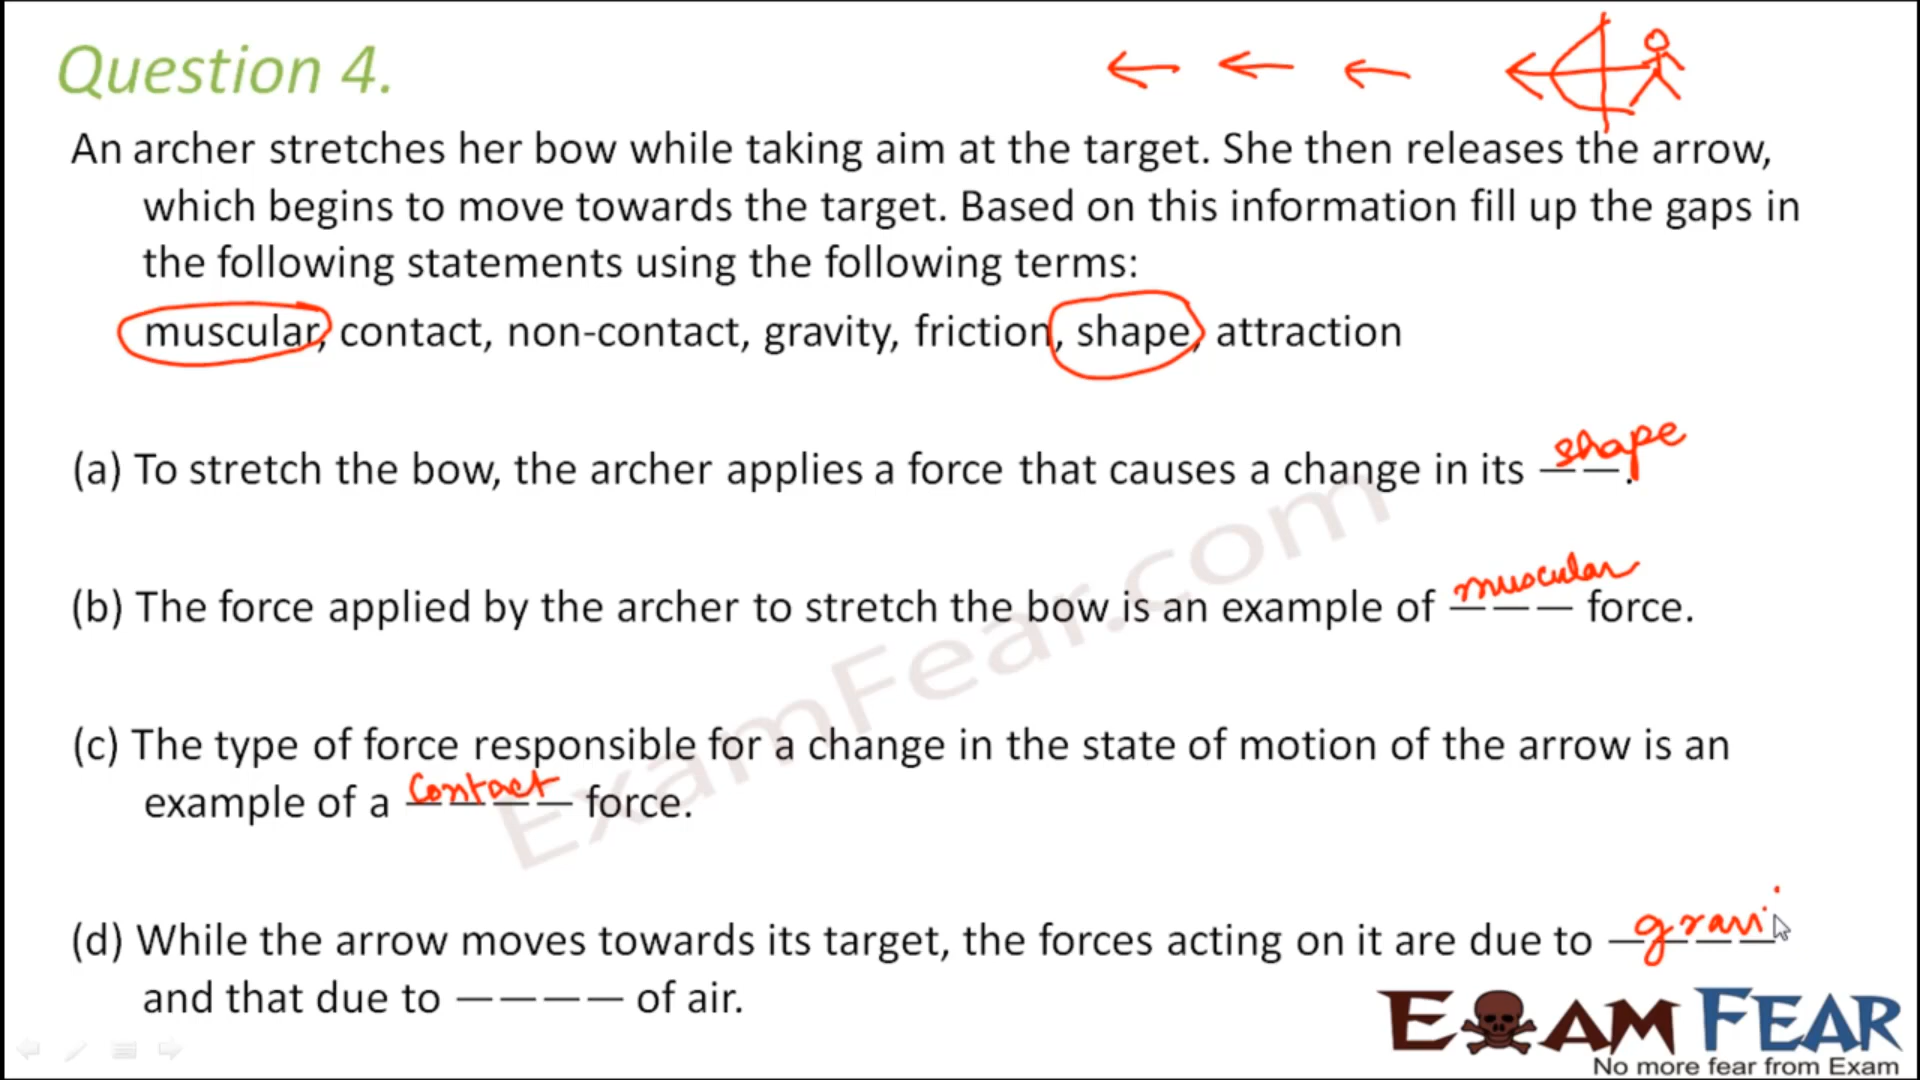 Question 4.
An archer stretches her bow while taking aim at the target. She then releases the arrow,
which begins to move towards the target. Based on this information fill up the gaps in
the following statements using the following terms:
muscular, contact, non-contact, gravity, friction, shape, attraction
(a) To stretch the bow, the archer applies a force that causes a change in its shape — —.
(b) The force applied by the archer to stretch the bow is an example of muscular — — — force.
(c) The type of force responsible for a change in the state of motion of the arrow is an
example of a contact — — — — force.
(d) While the arrow moves towards its target, the forces acting on it are due to gravi — — — —
and that due to — — — — of air.
ExamFear.com
EXAM FEAR
No more fear from Exam